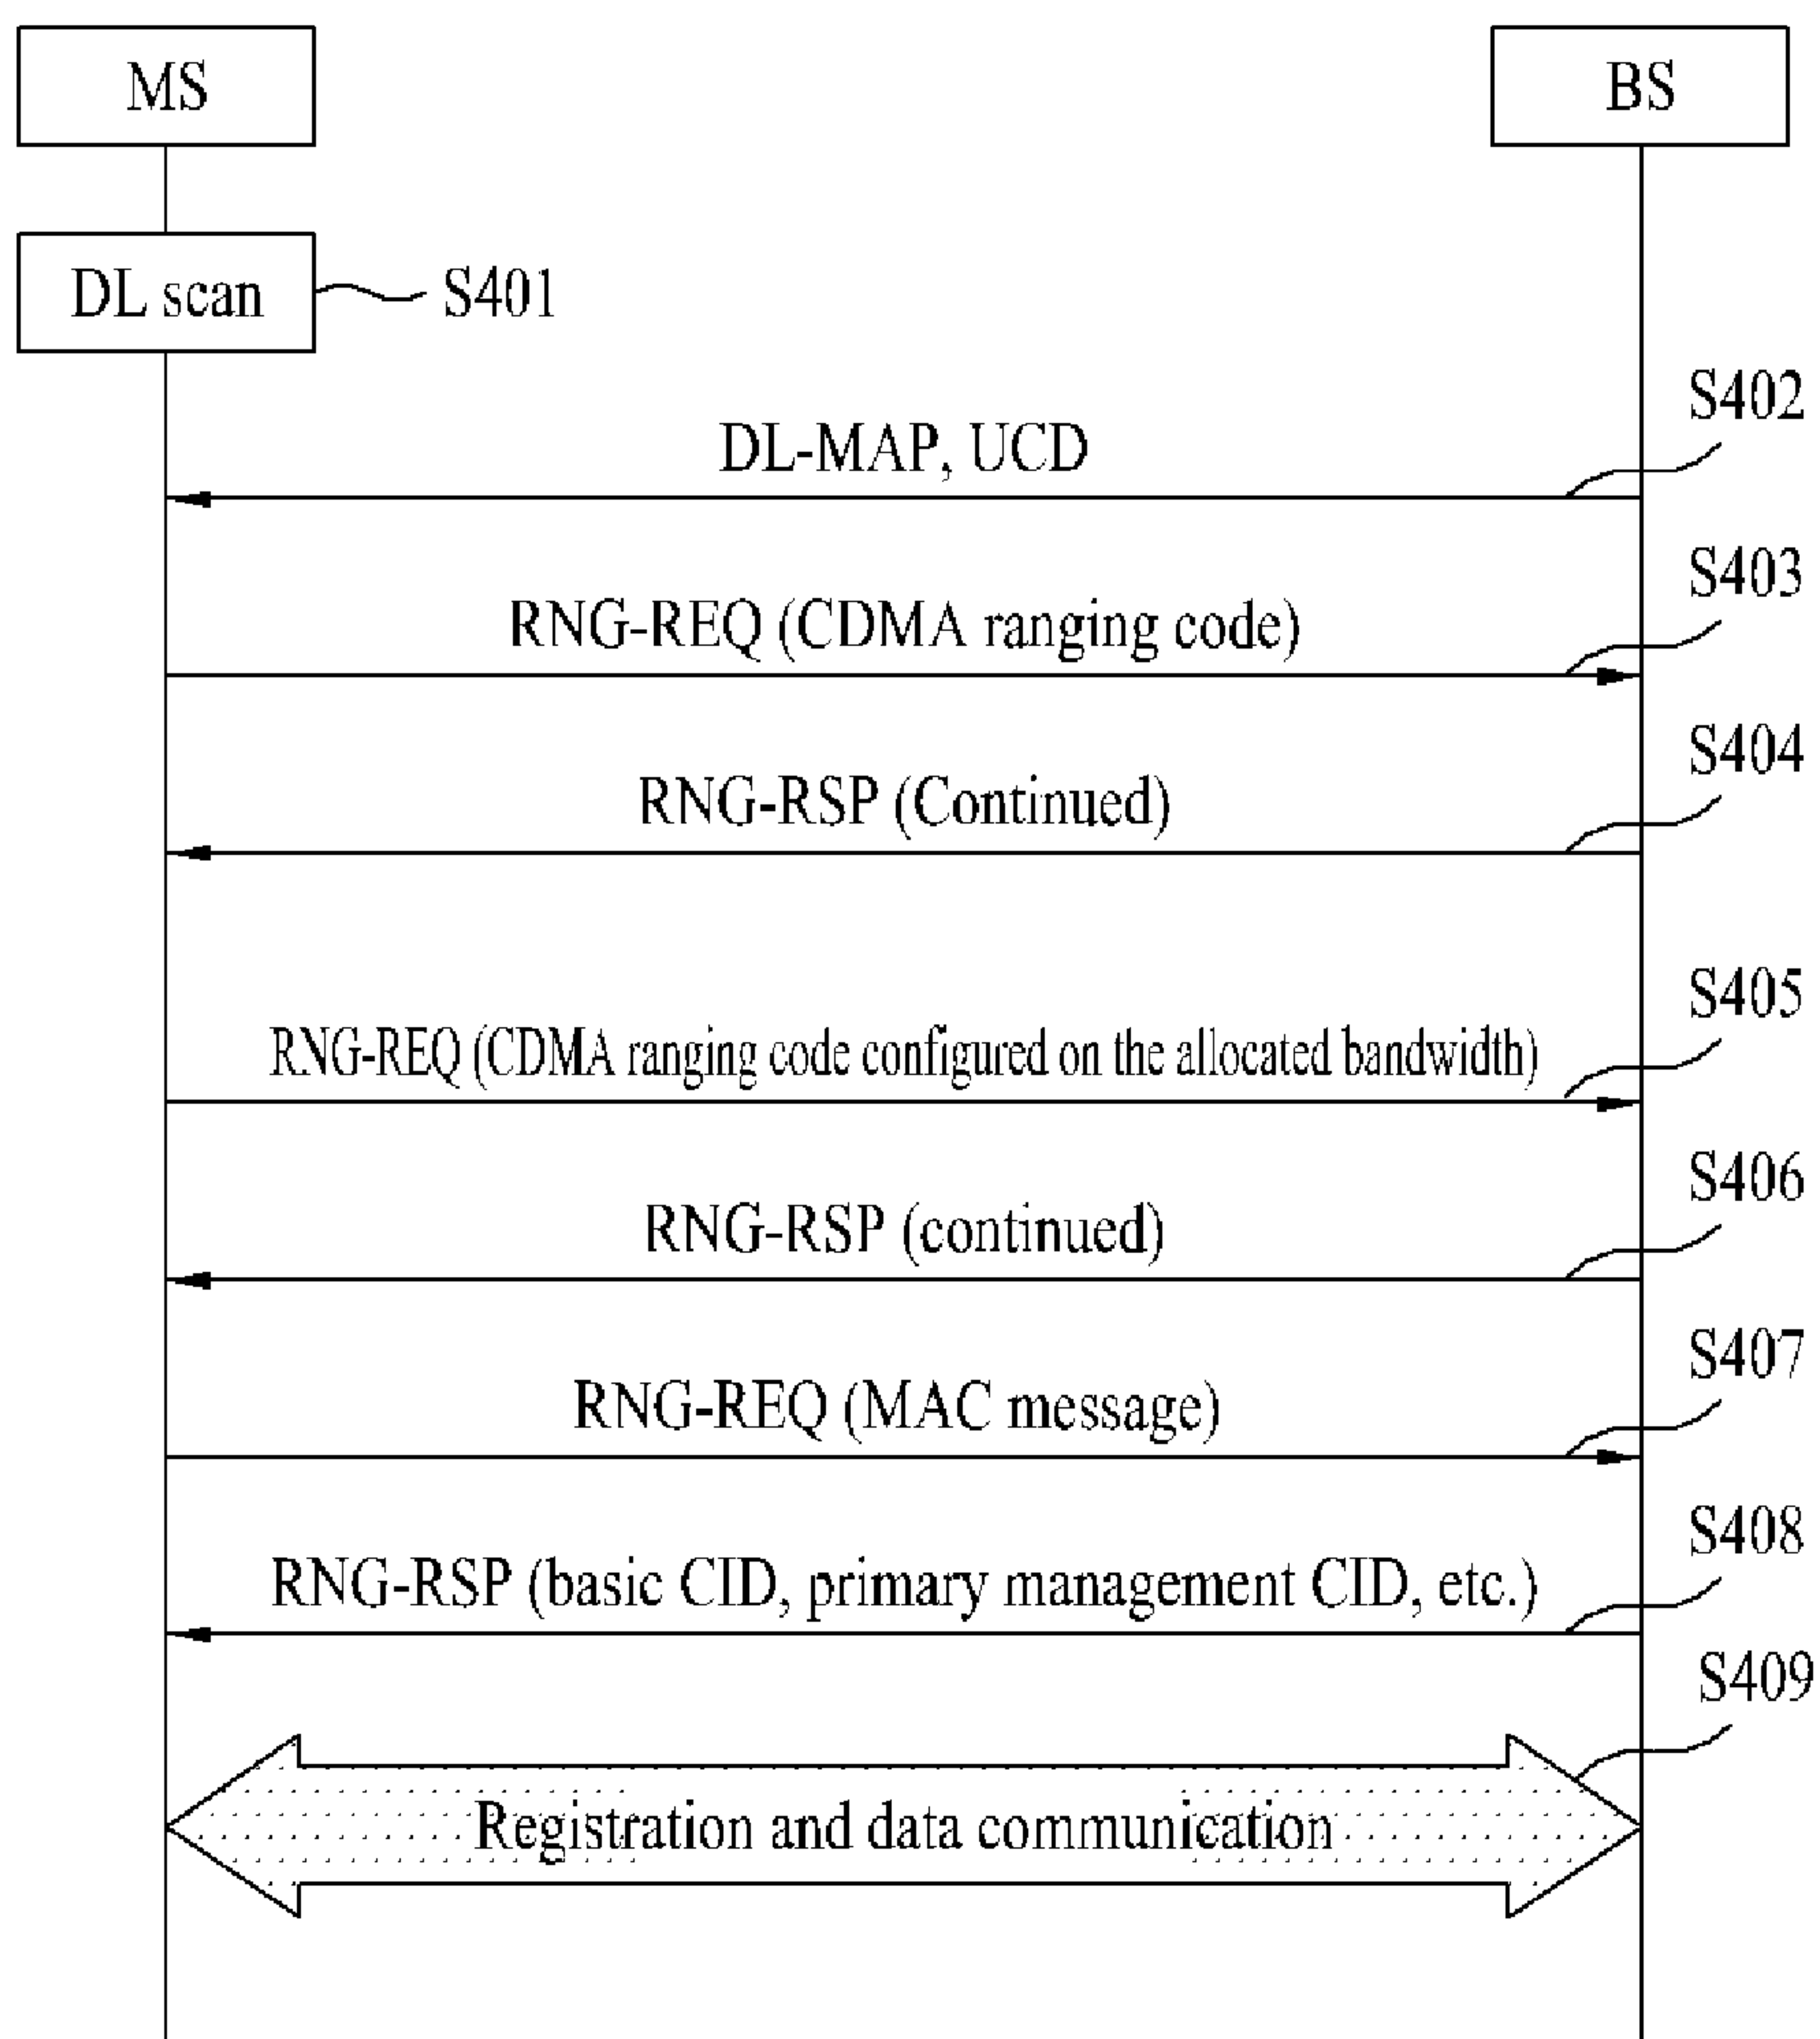 MS
BS
DL scan
S401
S402
DL-MAP, UCD
S403
RNG-REQ (CDMA ranging code)
S404
RNG-RSP (Continued)
S405
RNG-REQ (CDMA ranging code configured on the allocated bandwidth)
S406
RNG-RSP (continued)
S407
RNG-REQ (MAC message)
S408
RNG-RSP (basic CID, primary management CID, etc.)
S409
Registration and data communication